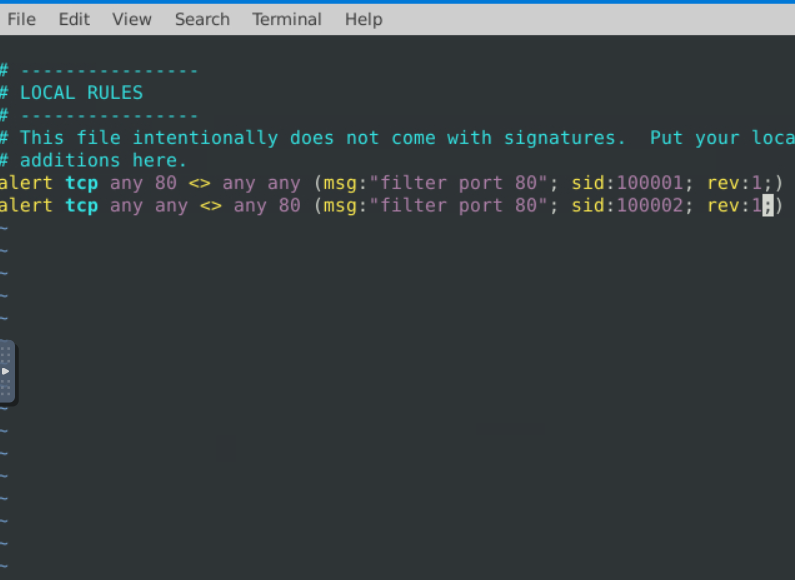 File Edit View Search Terminal Help
# ----------------
# LOCAL RULES
# ----------------
# This file intentionally does not come with signatures.  Put your loca
# additions here.
alert tcp any 80 <> any any (msg:"filter port 80"; sid:100001; rev:1;)
alert tcp any any <> any 80 (msg:"filter port 80"; sid:100002; rev:1;)
~
~
~
~
~
~
~
~
~
~
~
~
~